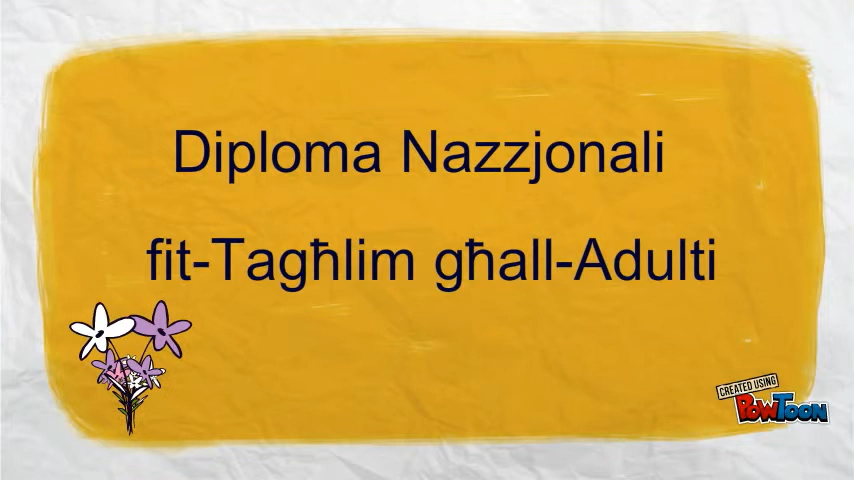 Diploma Nazzjonali
fit-Tagħlim għall-Adulti
CREATED USING
POWTOON